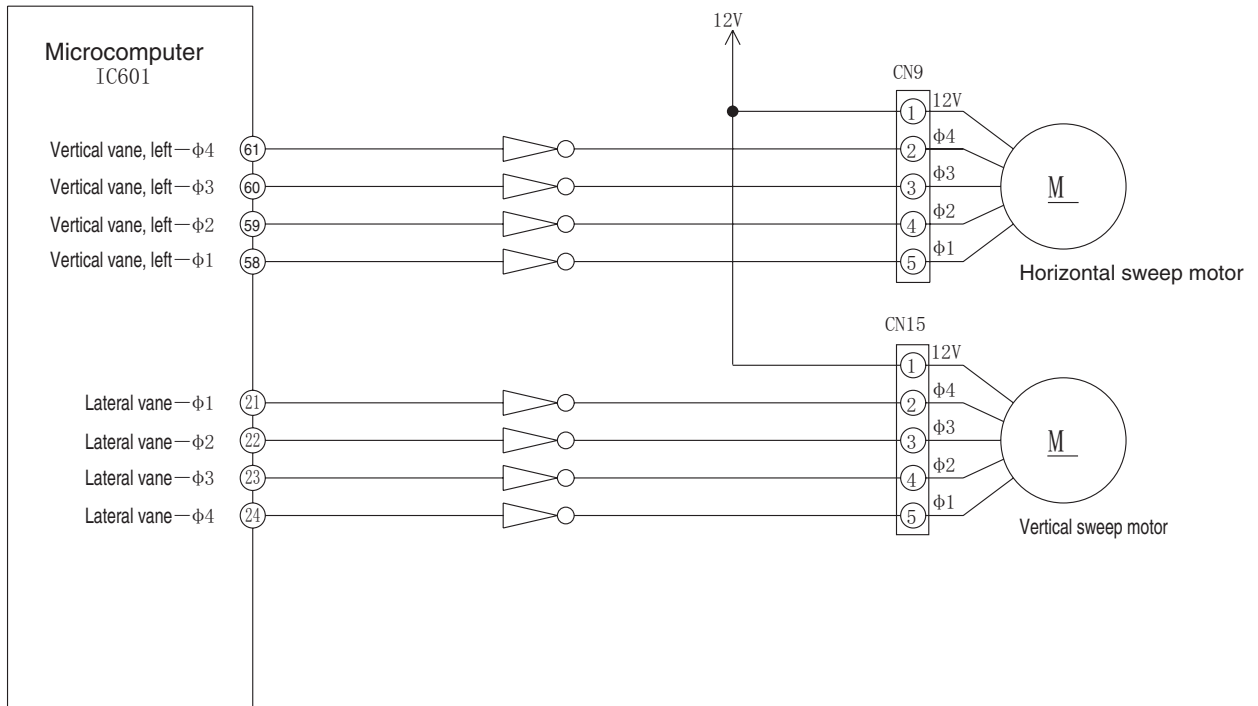 12V
Microcomputer
IC601
CN9
Vertical vane, left—φ4 61
Vertical vane, left—φ3 60
Vertical vane, left—φ2 59
Vertical vane, left—φ1 58
1 12V
2 φ4
3 φ3
4 φ2
5 φ1
M
Horizontal sweep motor
CN15
Lateral vane—φ1 21
Lateral vane—φ2 22
Lateral vane—φ3 23
Lateral vane—φ4 24
1 12V
2 φ4
3 φ3
4 φ2
5 φ1
M
Vertical sweep motor